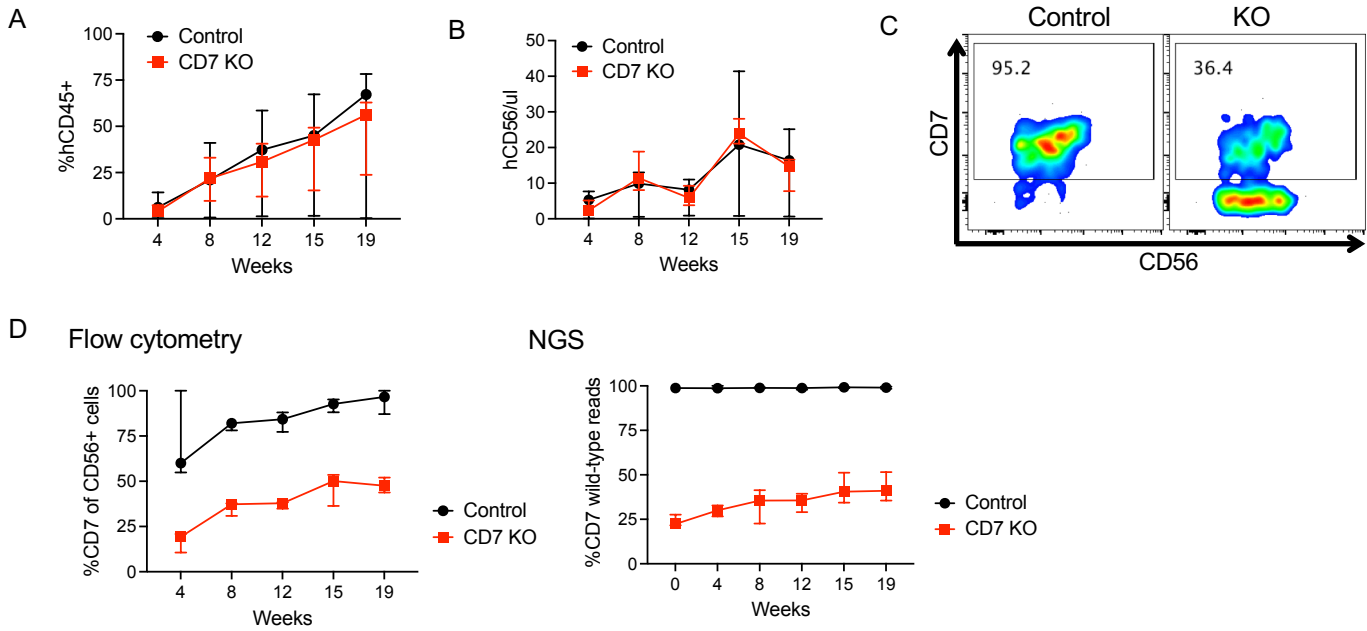 A
Control
CD7 KO
%hCD45+
100
75
50
25
0
4 8 12 15 19
Weeks
B
Control
CD7 KO
hCD56/ul
50
40
30
20
10
0
4 8 12 15 19
Weeks
C
Control KO
95.2 36.4
CD7
CD56
D
Flow cytometry
%CD7 of CD56+ cells
100
75
50
25
0
4 8 12 15 19
Weeks
Control
CD7 KO
NGS
%CD7 wild-type reads
100
75
50
25
0
0 4 8 12 15 19
Weeks
Control
CD7 KO